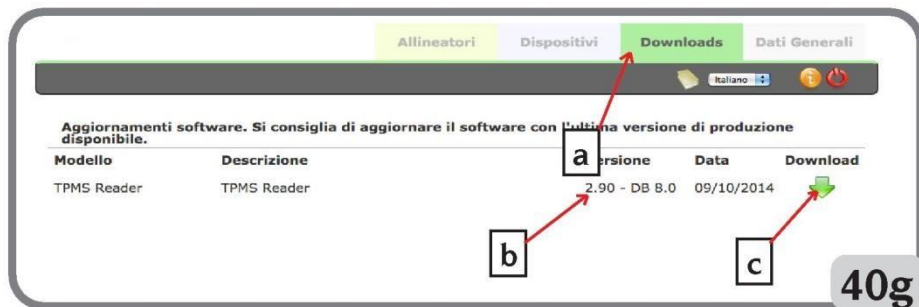 Allineatori Dispositivi Downloads Dati Generali
Italiano
Aggiornamenti software. Si consiglia di aggiornare il software con l'ultima versione di produzione
disponibile.
Modello Descrizione Versione Data Download
TPMS Reader TPMS Reader 2.90 - DB 8.0 09/10/2014
a
b
c
40g